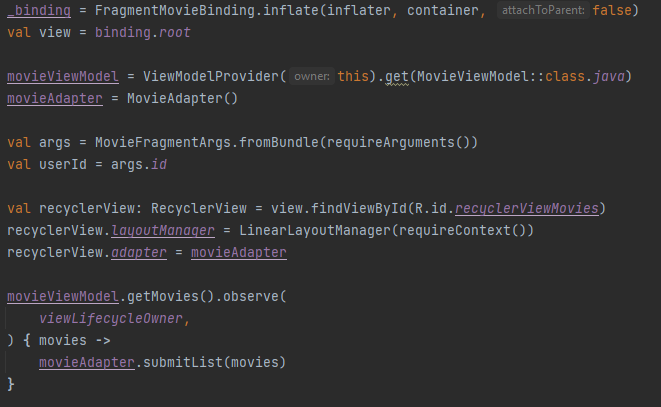 _binding = FragmentMovieBinding.inflate(inflater, container, attachToParent: false)
val view = binding.root
movieViewModel = ViewModelProvider( owner: this).get(MovieViewModel::class.java)
movieAdapter = MovieAdapter()
val args = MovieFragmentArgs.fromBundle(requireArguments())
val userId = args.id
val recyclerView: RecyclerView = view.findViewById(R.id.recyclerViewMovies)
recyclerView.layoutManager = LinearLayoutManager(requireContext())
recyclerView.adapter = movieAdapter
movieViewModel.getMovies().observe(
    viewLifecycleOwner,
) { movies ->
    movieAdapter.submitList(movies)
}